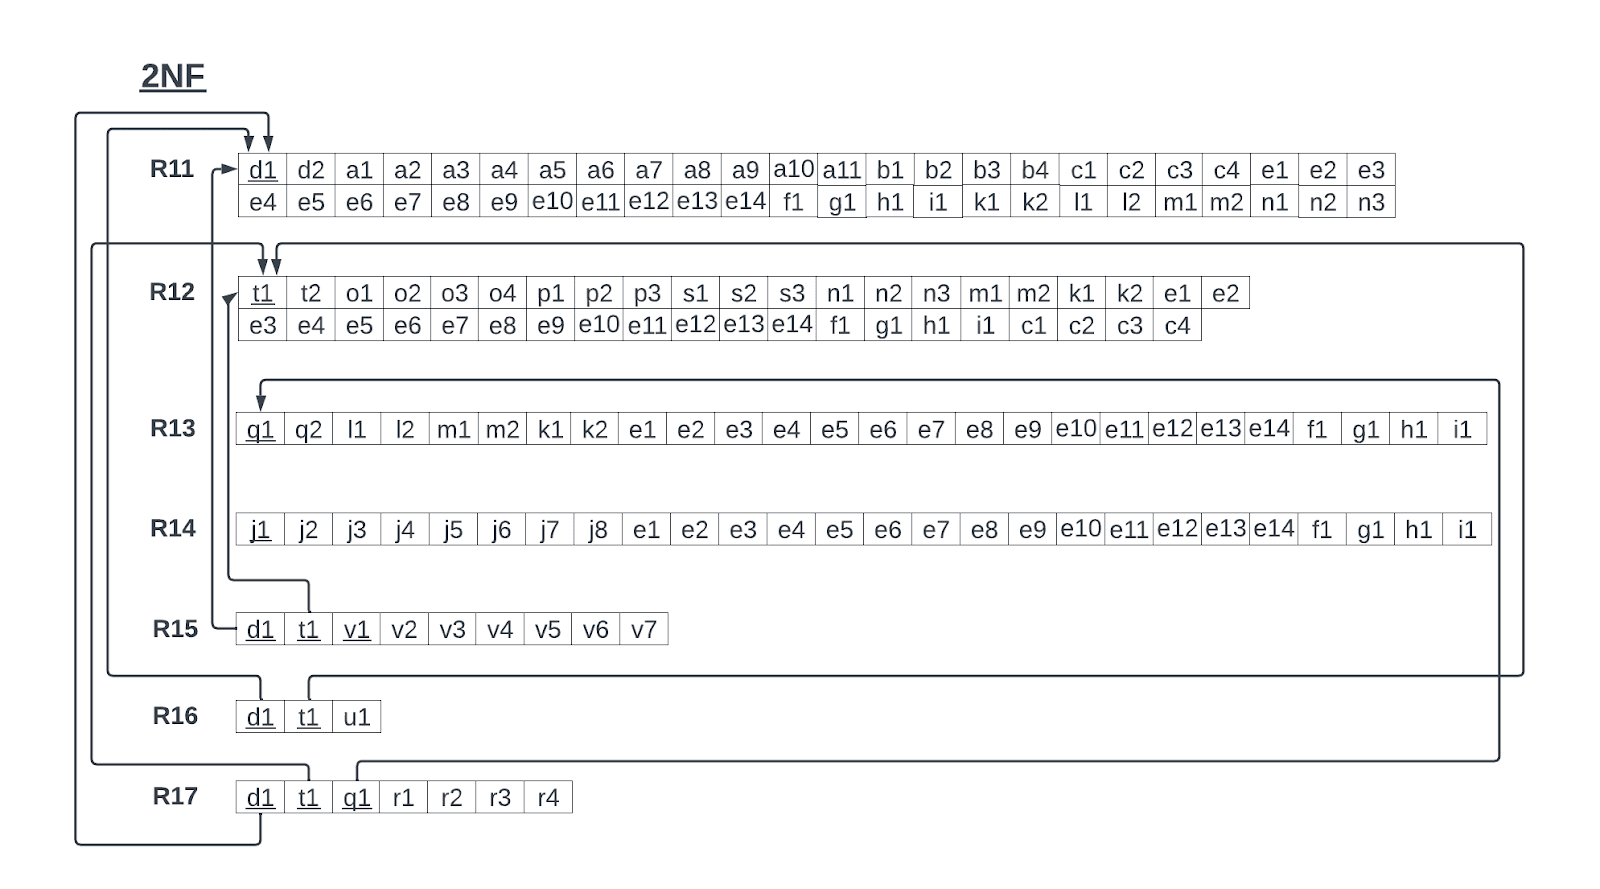 2NF
R11 d1 d2 a1 a2 a3 a4 a5 a6 a7 a8 a9 a10 a11 b1 b2 b3 b4 c1 c2 c3 c4 e1 e2 e3
e4 e5 e6 e7 e8 e9 e10 e11 e12 e13 e14 f1 g1 h1 i1 k1 k2 l1 l2 m1 m2 n1 n2 n3
R12 t1 t2 o1 o2 o3 o4 p1 p2 p3 s1 s2 s3 n1 n2 n3 m1 m2 k1 k2 e1 e2
e3 e4 e5 e6 e7 e8 e9 e10 e11 e12 e13 e14 f1 g1 h1 i1 c1 c2 c3 c4
R13 q1 q2 l1 l2 m1 m2 k1 k2 e1 e2 e3 e4 e5 e6 e7 e8 e9 e10 e11 e12 e13 e14 f1 g1 h1 i1
R14 j1 j2 j3 j4 j5 j6 j7 j8 e1 e2 e3 e4 e5 e6 e7 e8 e9 e10 e11 e12 e13 e14 f1 g1 h1 i1
R15 d1 t1 v1 v2 v3 v4 v5 v6 v7
R16 d1 t1 u1
R17 d1 t1 q1 r1 r2 r3 r4